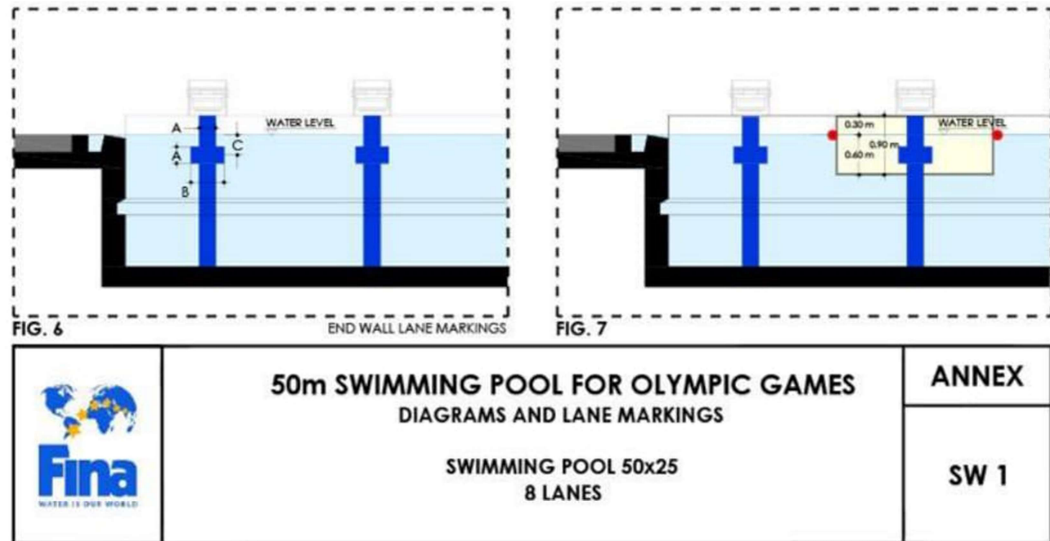 A
A
B
C
WATER LEVEL
FIG. 6
END WALL LANE MARKINGS
0.30 m
0.90 m
0.60 m
WATER LEVEL
FIG. 7
Fina
WATER IS OUR WORLD
50m SWIMMING POOL FOR OLYMPIC GAMES
DIAGRAMS AND LANE MARKINGS
SWIMMING POOL 50x25
8 LANES
ANNEX
SW 1